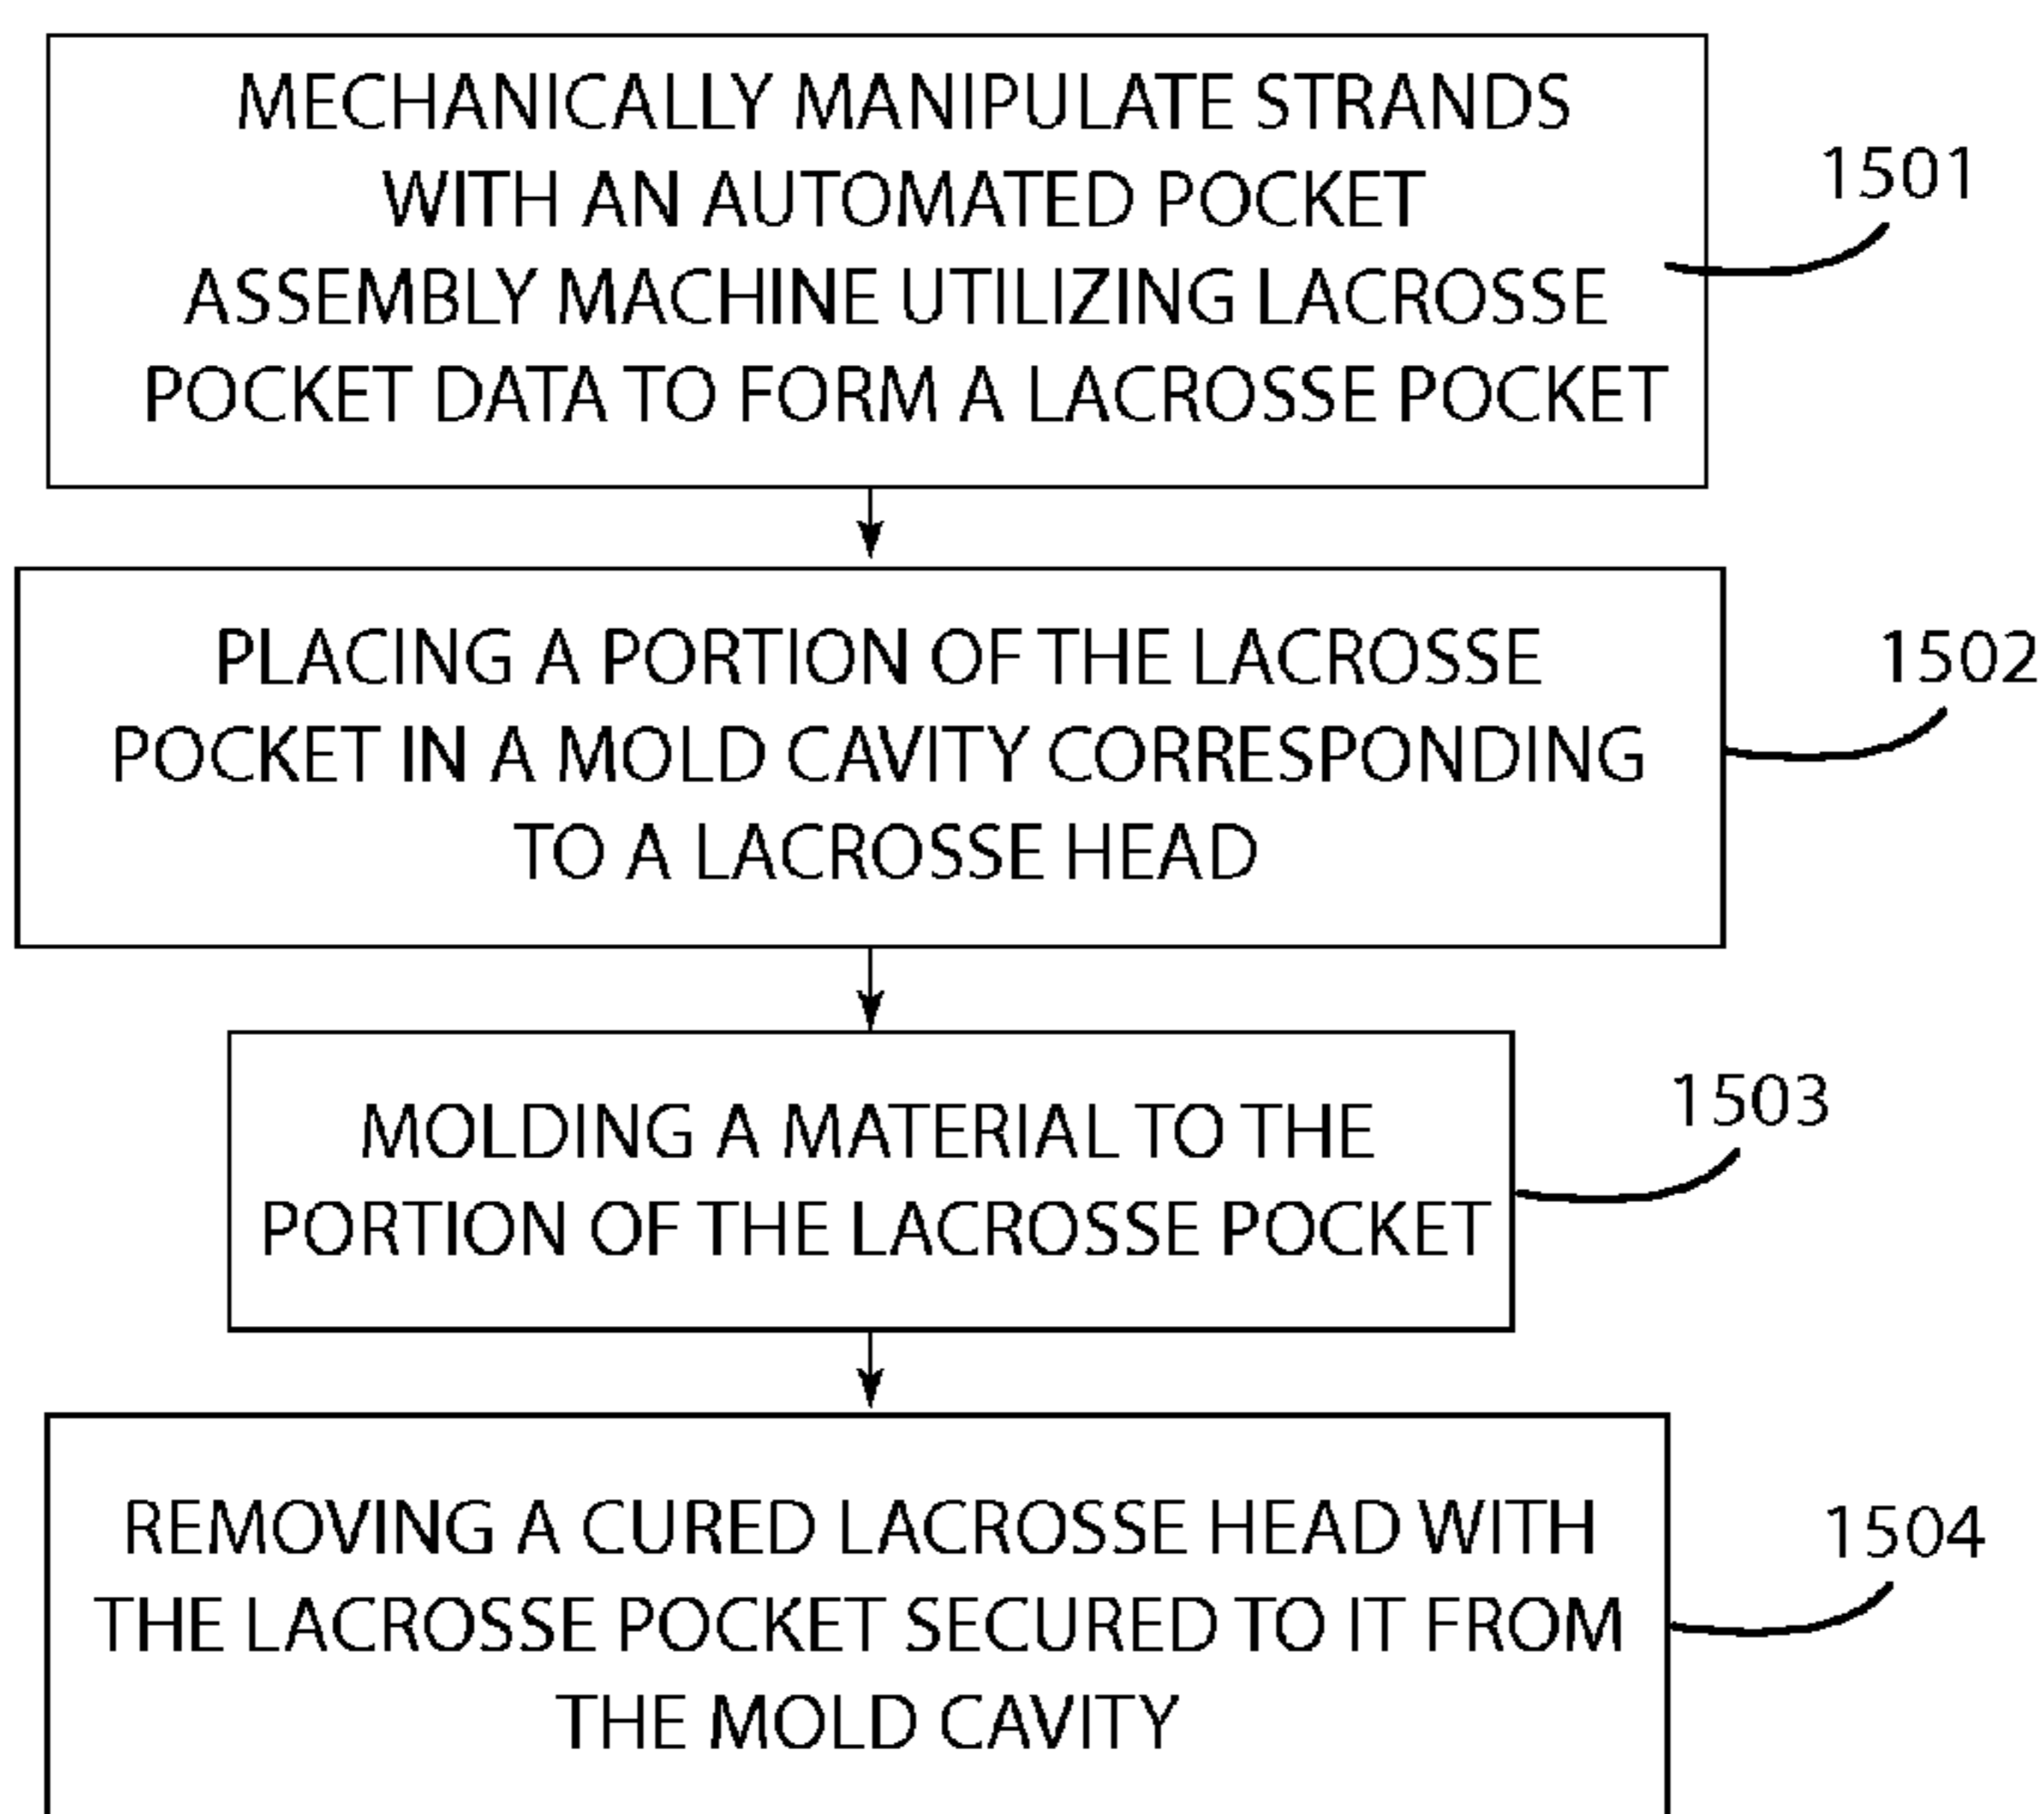 MECHANICALLY MANIPULATE STRANDS
WITH AN AUTOMATED POCKET
ASSEMBLY MACHINE UTILIZING LACROSSE
POCKET DATA TO FORM A LACROSSE POCKET
1501
PLACING A PORTION OF THE LACROSSE
POCKET IN A MOLD CAVITY CORRESPONDING
TO A LACROSSE HEAD
1502
MOLDING A MATERIAL TO THE
PORTION OF THE LACROSSE POCKET
1503
REMOVING A CURED LACROSSE HEAD WITH
THE LACROSSE POCKET SECURED TO IT FROM
THE MOLD CAVITY
1504